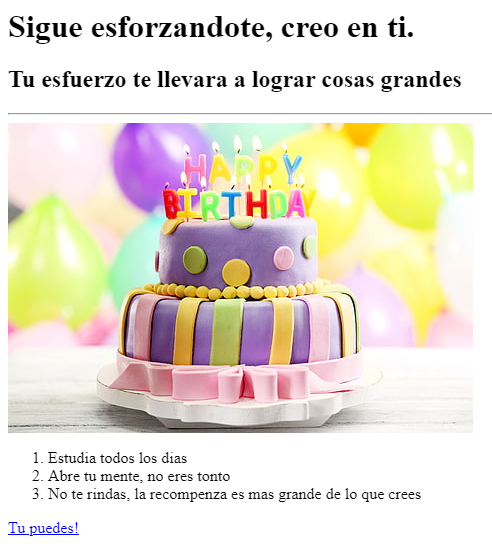 Sigue esforzandote, creo en ti.
Tu esfuerzo te llevara a lograr cosas grandes
HAPPY
BIRTHDAY
1. Estudia todos los dias
2. Abre tu mente, no eres tonto
3. No te rindas, la recompenza es mas grande de lo que crees
Tu puedes!